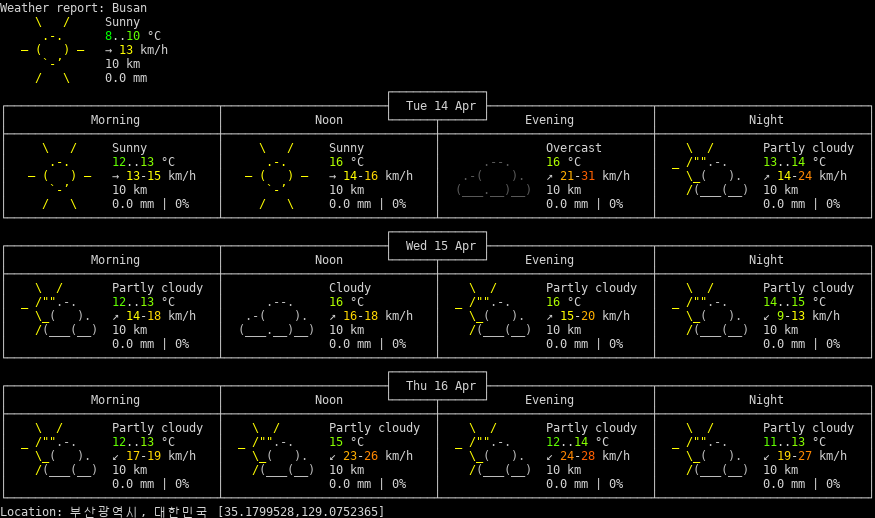 Weather report: Busan
Sunny
8..10 °C
→ 13 km/h
10 km
0.0 mm
Tue 14 Apr
Morning Noon Evening Night
Sunny Sunny Overcast Partly cloudy
12..13 °C 16 °C 16 °C 13..14 °C
→ 13-15 km/h → 14-16 km/h ↗ 21-31 km/h ↗ 14-24 km/h
10 km 10 km 10 km 10 km
0.0 mm | 0% 0.0 mm | 0% 0.0 mm | 0% 0.0 mm | 0%
Wed 15 Apr
Morning Noon Evening Night
Partly cloudy Cloudy Partly cloudy Partly cloudy
12..13 °C 16 °C 16 °C 14..15 °C
↗ 14-18 km/h ↗ 16-18 km/h ↗ 15-20 km/h ↙ 9-13 km/h
10 km 10 km 10 km 10 km
0.0 mm | 0% 0.0 mm | 0% 0.0 mm | 0% 0.0 mm | 0%
Thu 16 Apr
Morning Noon Evening Night
Partly cloudy Partly cloudy Partly cloudy Partly cloudy
12..13 °C 15 °C 12..14 °C 11..13 °C
↙ 17-19 km/h ↙ 23-26 km/h ↙ 24-28 km/h ↙ 19-27 km/h
10 km 10 km 10 km 10 km
0.0 mm | 0% 0.0 mm | 0% 0.0 mm | 0% 0.0 mm | 0%
Location: 부산광역시, 대한민국 [35.1799528,129.0752365]